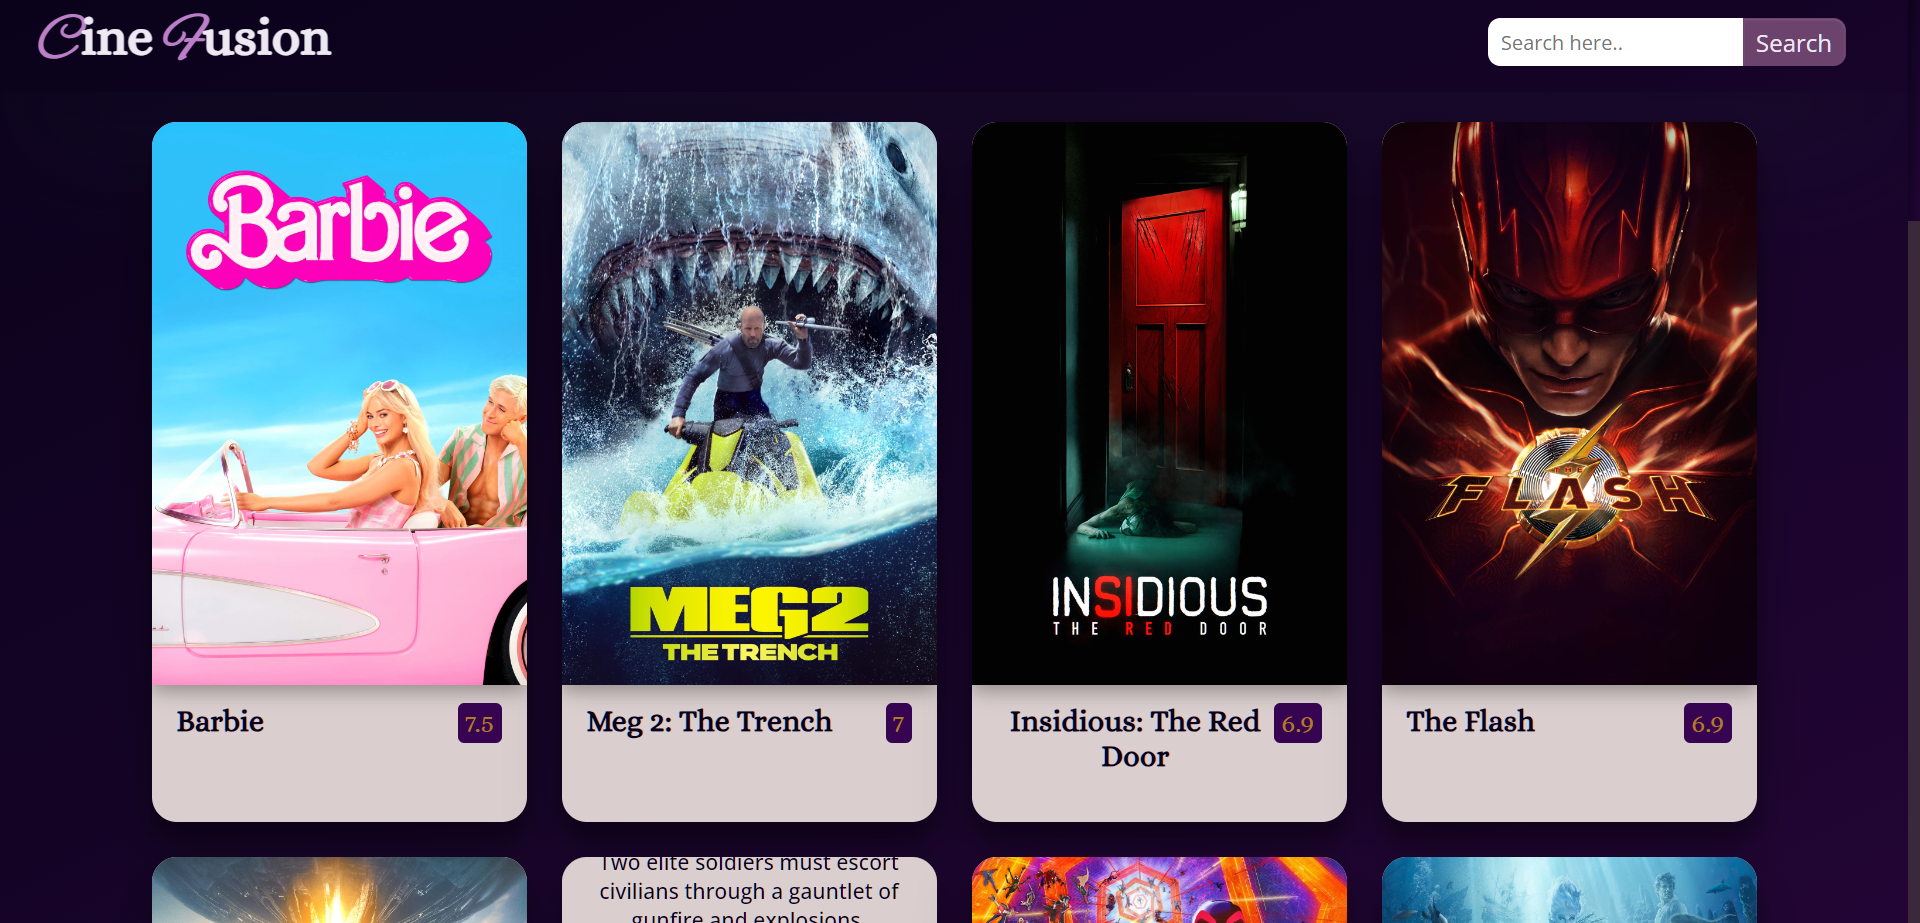 Cine Fusion
Search here..
Search
Barbie
MEG2
THE TRENCH
INSIDIOUS
THE RED DOOR
THE
FLASH
Barbie
7.5
Meg 2: The Trench
7
Insidious: The Red
Door
6.9
The Flash
6.9
Two elite soldiers must escort
civilians through a gauntlet of
gunfire and explosions.